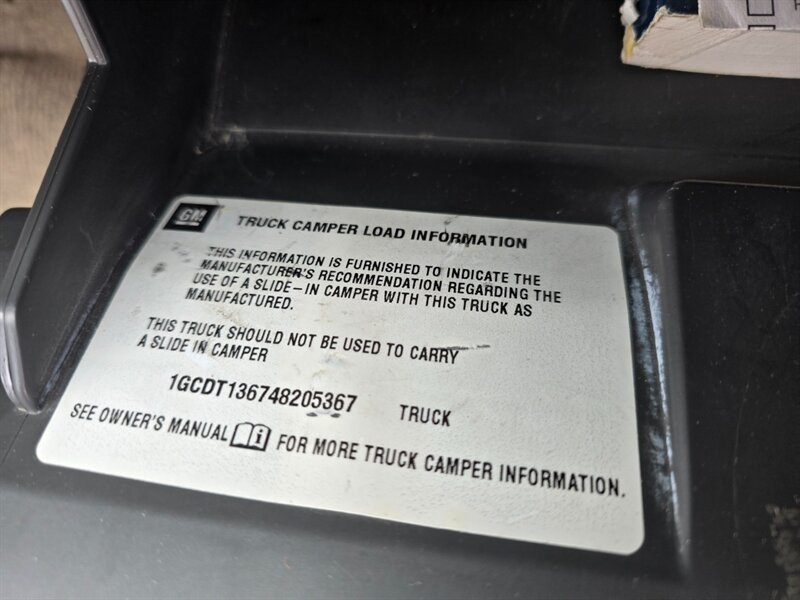 GM TRUCK CAMPER LOAD INFORMATION
THIS INFORMATION IS FURNISHED TO INDICATE THE
MANUFACTURER'S RECOMMENDATION REGARDING THE
USE OF A SLIDE-IN CAMPER WITH THIS TRUCK AS
MANUFACTURED.
THIS TRUCK SHOULD NOT BE USED TO CARRY
A SLIDE IN CAMPER
1GCDT136748205367 TRUCK
SEE OWNER'S MANUAL FOR MORE TRUCK CAMPER INFORMATION.